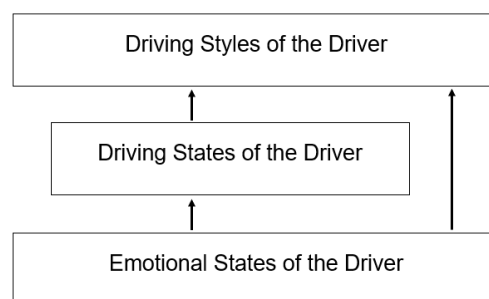 Driving Styles of the Driver
Driving States of the Driver
Emotional States of the Driver